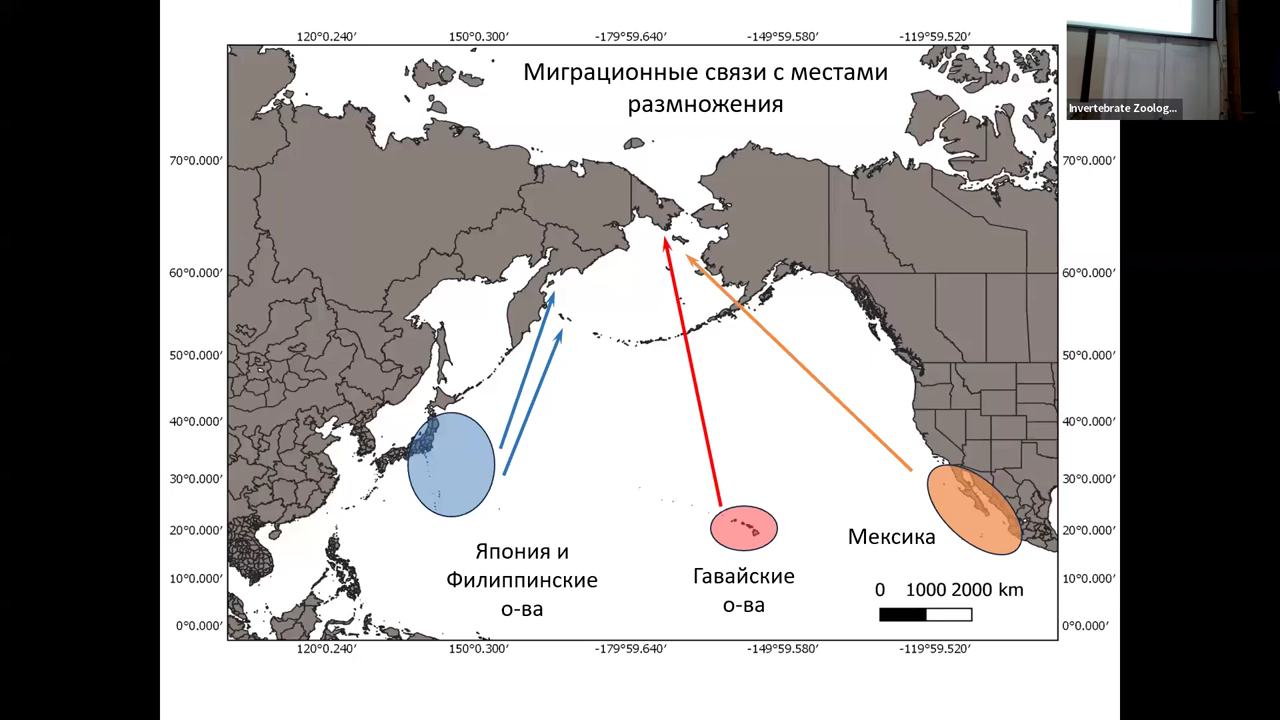 120°0.240′ 150°0.300′ -179°59.640′ -149°59.580′ -119°59.520′
Миграционные связи с местами
размножения
Invertebrate Zoolog...
70°0.000′ 70°0.000′
60°0.000′ 60°0.000′
50°0.000′ 50°0.000′
40°0.000′ 40°0.000′
30°0.000′ 30°0.000′
20°0.000′ 20°0.000′
10°0.000′ 10°0.000′
0°0.000′ 0°0.000′
Япония и
Филиппинские
о-ва
Гавайские
о-ва
Мексика
0 1000 2000 km
120°0.240′ 150°0.300′ -179°59.640′ -149°59.580′ -119°59.520′